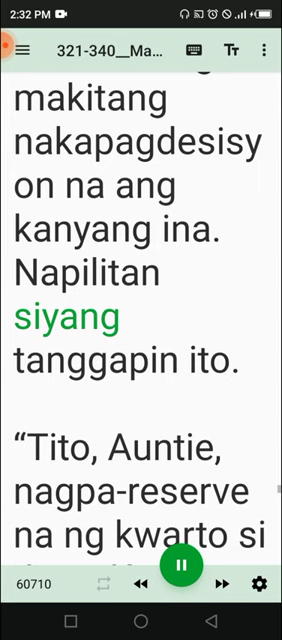 2:32 PM
321-340__Ma...
makitang
nakapagdesisy
on na ang
kanyang ina.
Napilitan
siyang
tanggapin ito.
“Tito, Auntie,
nagpa-reserve
na ng kwarto si
60710